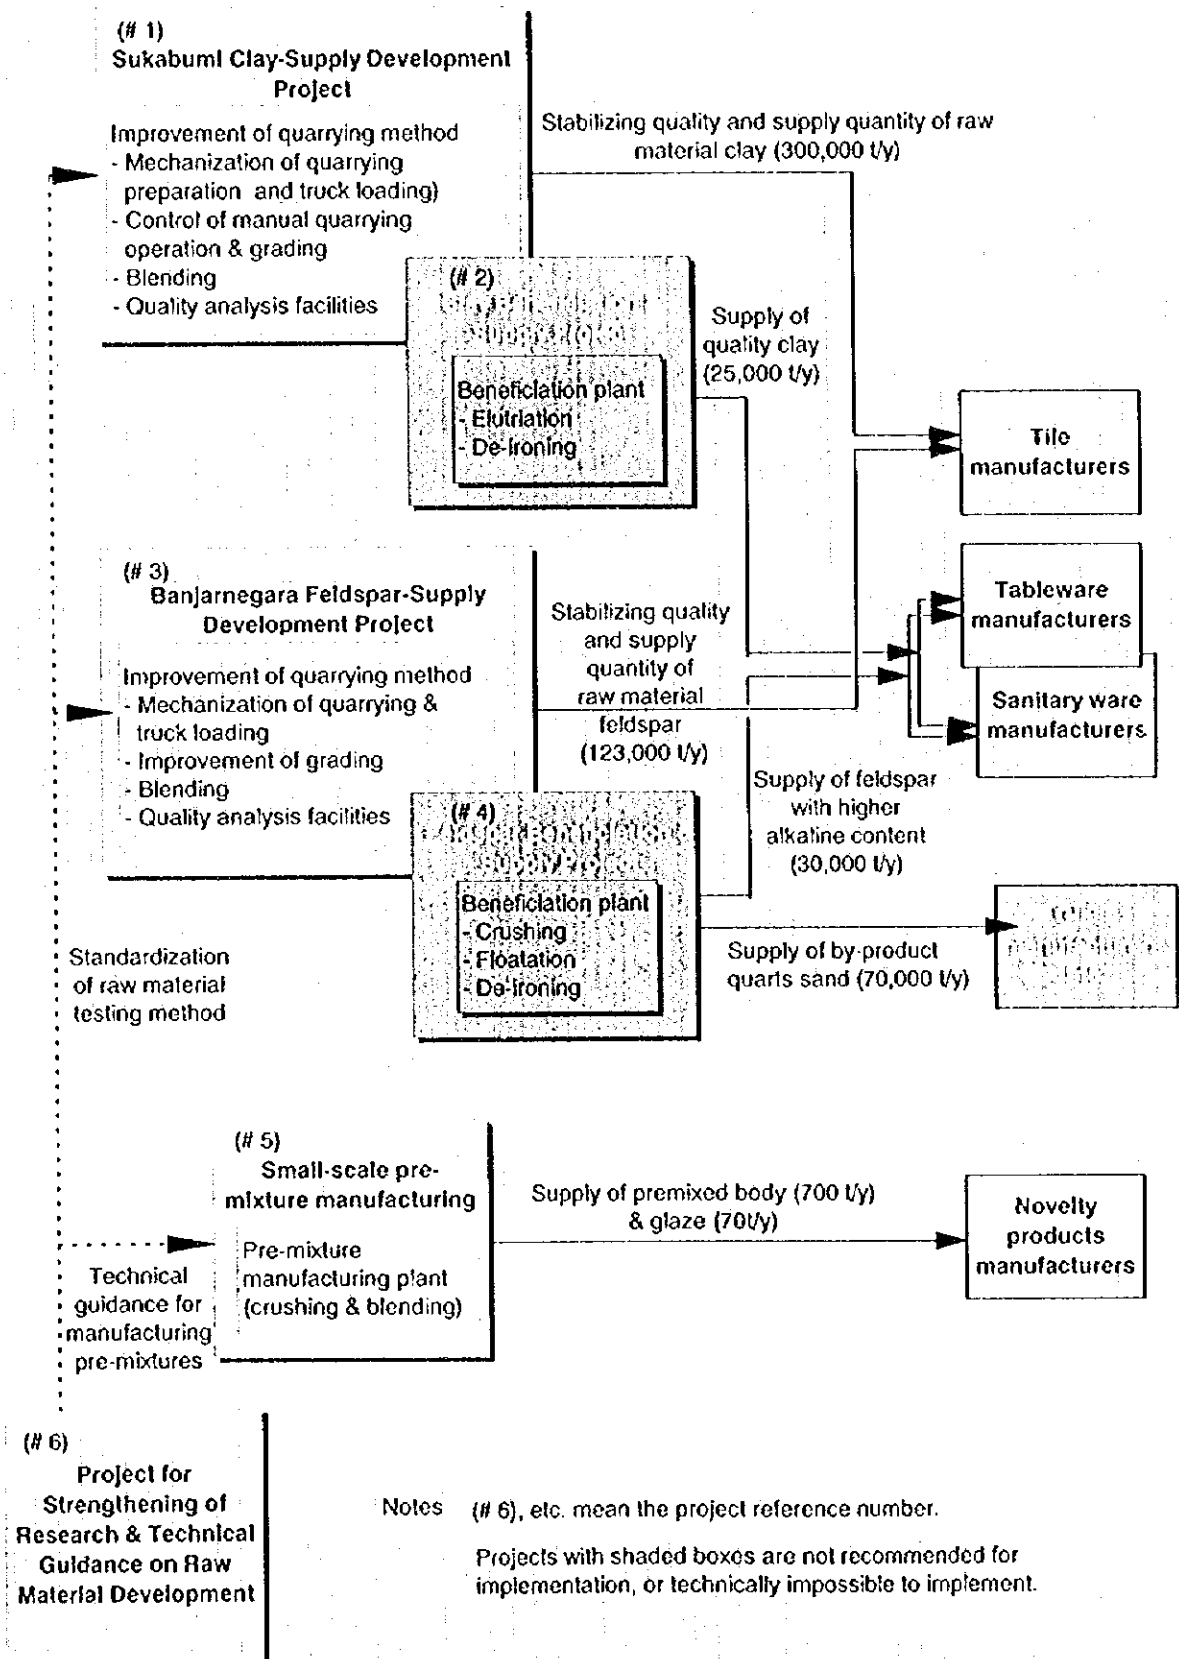 (# 1)
Sukabumi Clay-Supply Development
Project
Improvement of quarrying method
- Mechanization of quarrying
preparation and truck loading)
- Control of manual quarrying
operation & grading
- Blending
- Quality analysis facilities
Stabilizing quality and supply quantity of raw
material clay (300,000 t/y)
(# 2)
Supply
Beneficiation plant
- Elutriation
- De-ironing
Supply of
quality clay
(25,000 t/y)
Tile
manufacturers
(# 3)
Banjarnegara Feldspar-Supply
Development Project
Improvement of quarrying method
- Mechanization of quarrying &
truck loading
- Improvement of grading
- Blending
- Quality analysis facilities
Stabilizing quality
and supply
quantity of
raw material
feldspar
(123,000 t/y)
Tableware
manufacturers
Sanitary ware
manufacturers
(# 4)
Feldspar Beneficiation
Supply Project
Beneficiation plant
- Crushing
- Floatation
- De-ironing
Supply of feldspar
with higher
alkaline content
(30,000 t/y)
Supply of by-product
quarts sand (70,000 t/y)
Standardization
of raw material
testing method
(# 5)
Small-scale pre-
mixture manufacturing
Pre-mixture
manufacturing plant
(crushing & blending)
Supply of premixed body (700 t/y)
& glaze (70t/y)
Novelty
products
manufacturers
Technical
guidance for
manufacturing
pre-mixtures
(# 6)
Project for
Strengthening of
Research & Technical
Guidance on Raw
Material Development
Notes (# 6), etc. mean the project reference number.
Projects with shaded boxes are not recommended for
implementation, or technically impossible to implement.